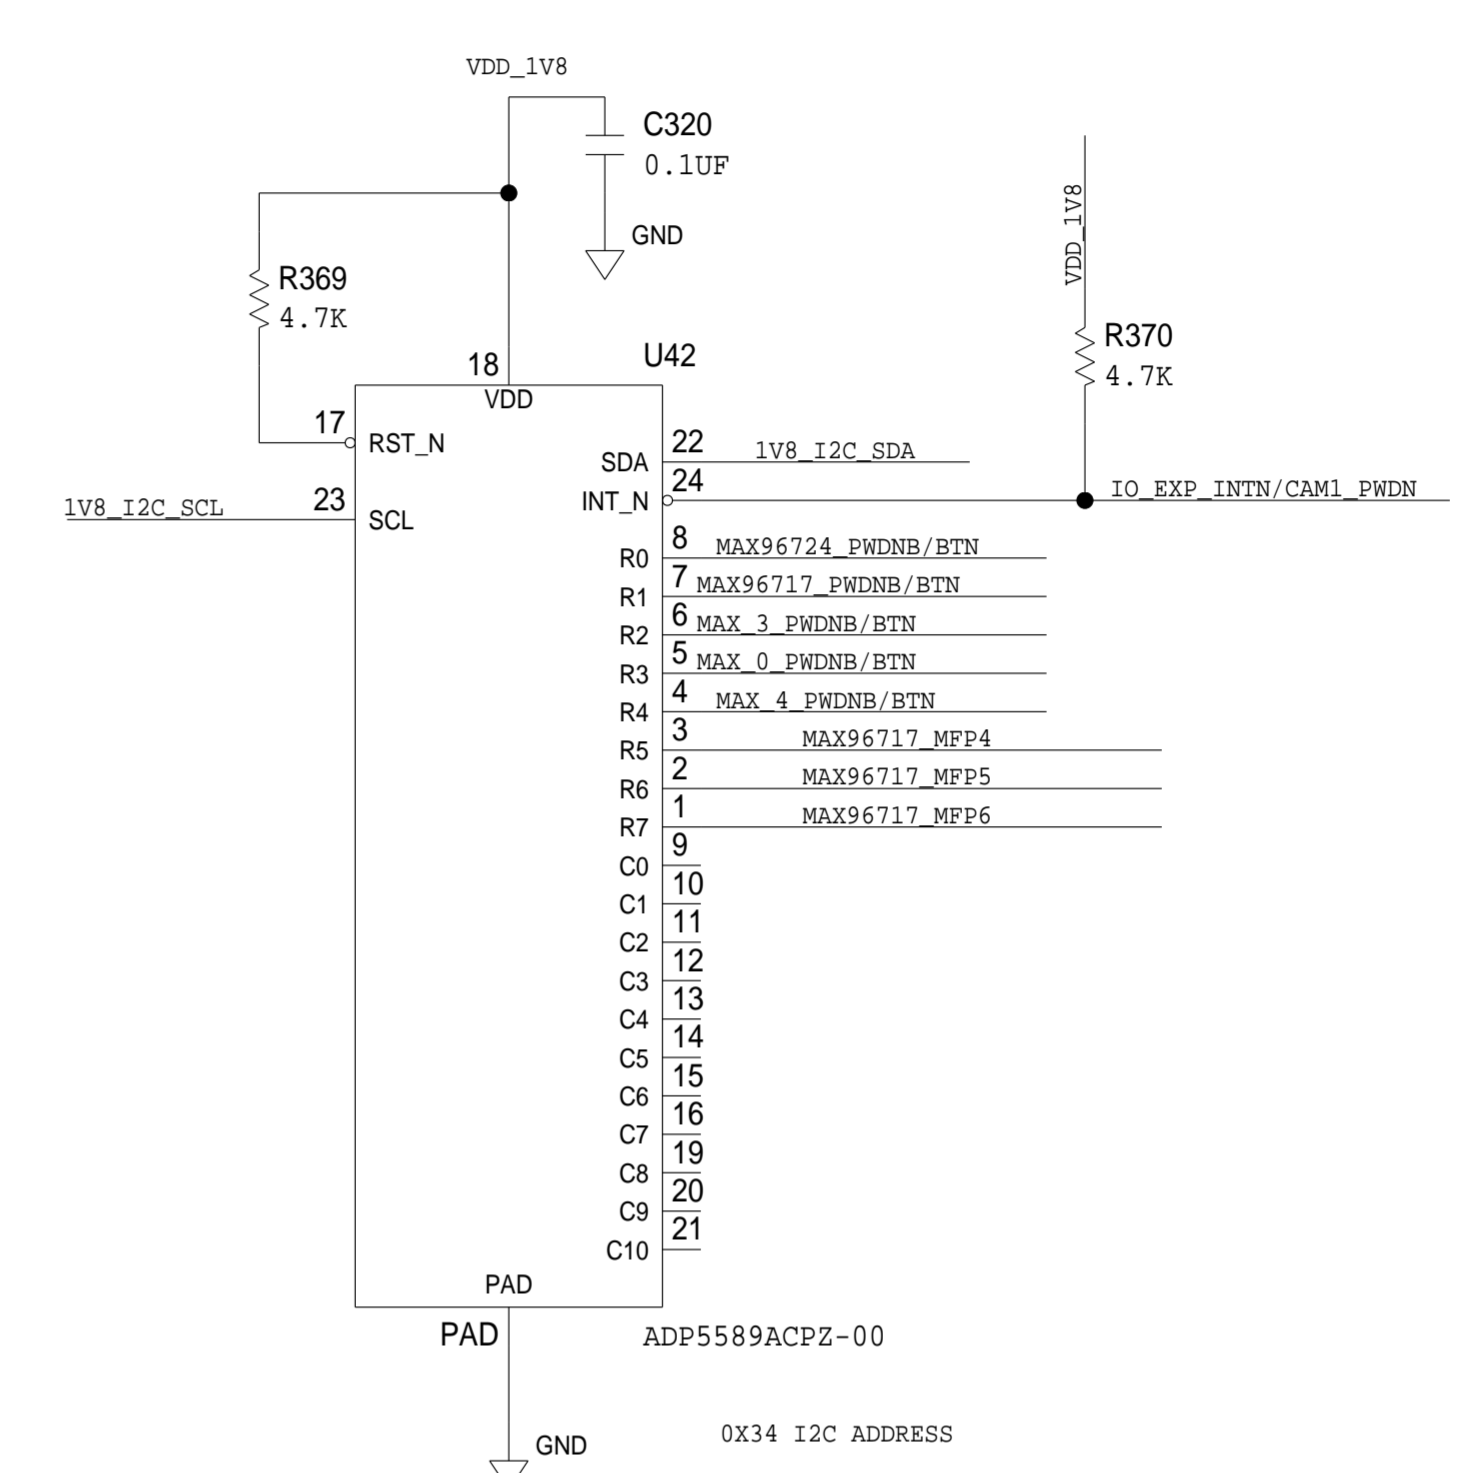 VDD_1V8
C320
0.1UF
GND
VDD_1V8
R369
4.7K
R370
4.7K
U42
18
VDD
17
RST_N
22
SDA
1V8_I2C_SDA
24
INT_N
IO_EXP_INTN/CAM1_PWDN
1V8_I2C_SCL
23
SCL
8
R0
MAX96724_PWDNB/BTN
7
R1
MAX96717_PWDNB/BTN
6
R2
MAX_3_PWDNB/BTN
5
R3
MAX_0_PWDNB/BTN
4
R4
MAX_4_PWDNB/BTN
3
R5
MAX96717_MFP4
2
R6
MAX96717_MFP5
1
R7
MAX96717_MFP6
9
C0
10
C1
11
C2
12
C3
13
C4
14
C5
15
C6
16
C7
19
C8
20
C9
21
C10
PAD
PAD
ADP5589ACPZ-00
GND
0X34 I2C ADDRESS